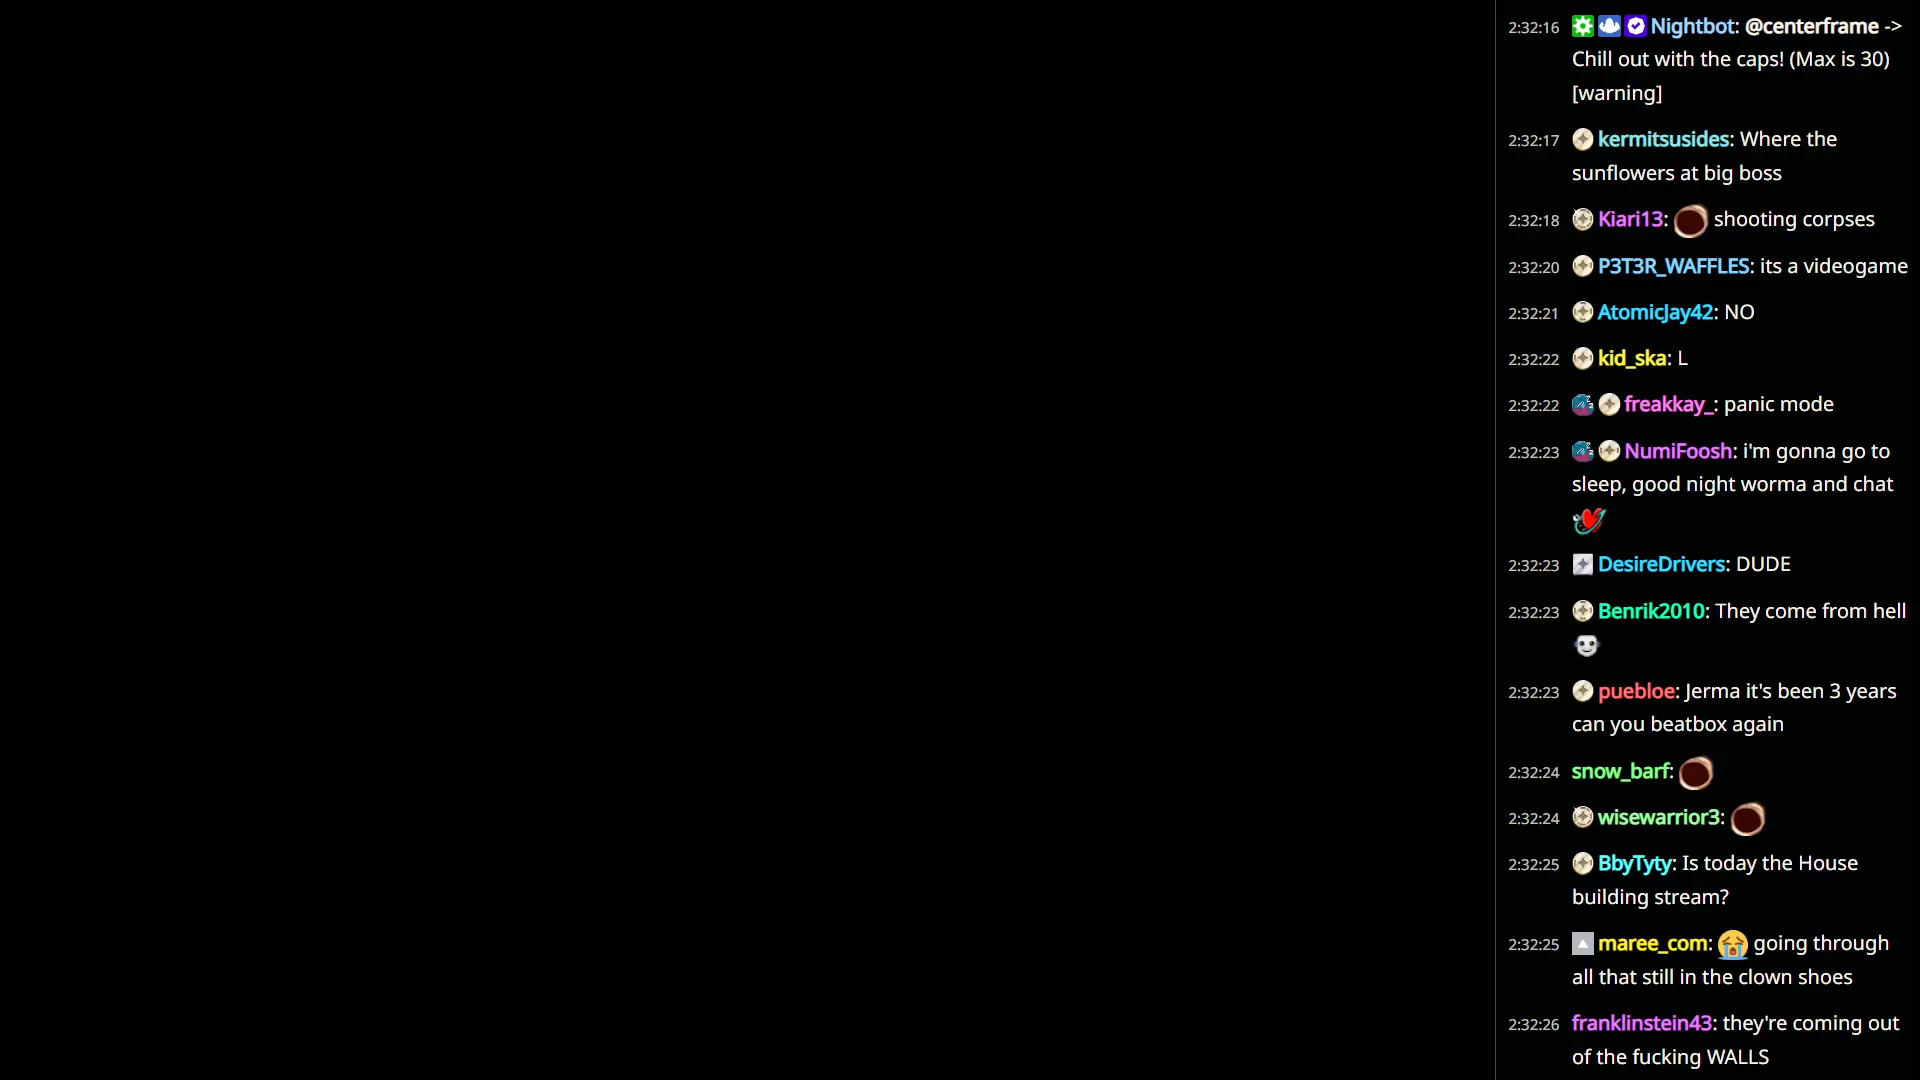 2:32:16 Nightbot: @centerframe ->
Chill out with the caps! (Max is 30)
[warning]
2:32:17 kermitsusides: Where the
sunflowers at big boss
2:32:18 Kiari13: shooting corpses
2:32:20 P3T3R_WAFFLES: its a videogame
2:32:21 AtomicJay42: NO
2:32:22 kid_ska: L
2:32:22 freakkay_: panic mode
2:32:23 NumiFoosh: i'm gonna go to
sleep, good night worma and chat
2:32:23 DesireDrivers: DUDE
2:32:23 Benrik2010: They come from hell
2:32:23 puebloe: Jerma it's been 3 years
can you beatbox again
2:32:24 snow_barf:
2:32:24 wisewarrior3:
2:32:25 BbyTyty: Is today the House
building stream?
2:32:25 maree_com: 😭 going through
all that still in the clown shoes
2:32:26 franklinstein43: they're coming out
of the fucking WALLS